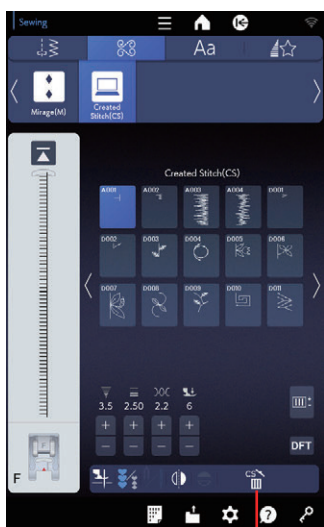 Sewing
Aa
Mirage(M)
Created
Stitch(CS)
Created Stitch(CS)
A001 A002 A003 A004 D001
D002 D003 D004 D005 D006
D007 D008 D009 D010 D011
3.5 2.50 2.2 6
+ + + +
− − − −
DFT
F
CS
?